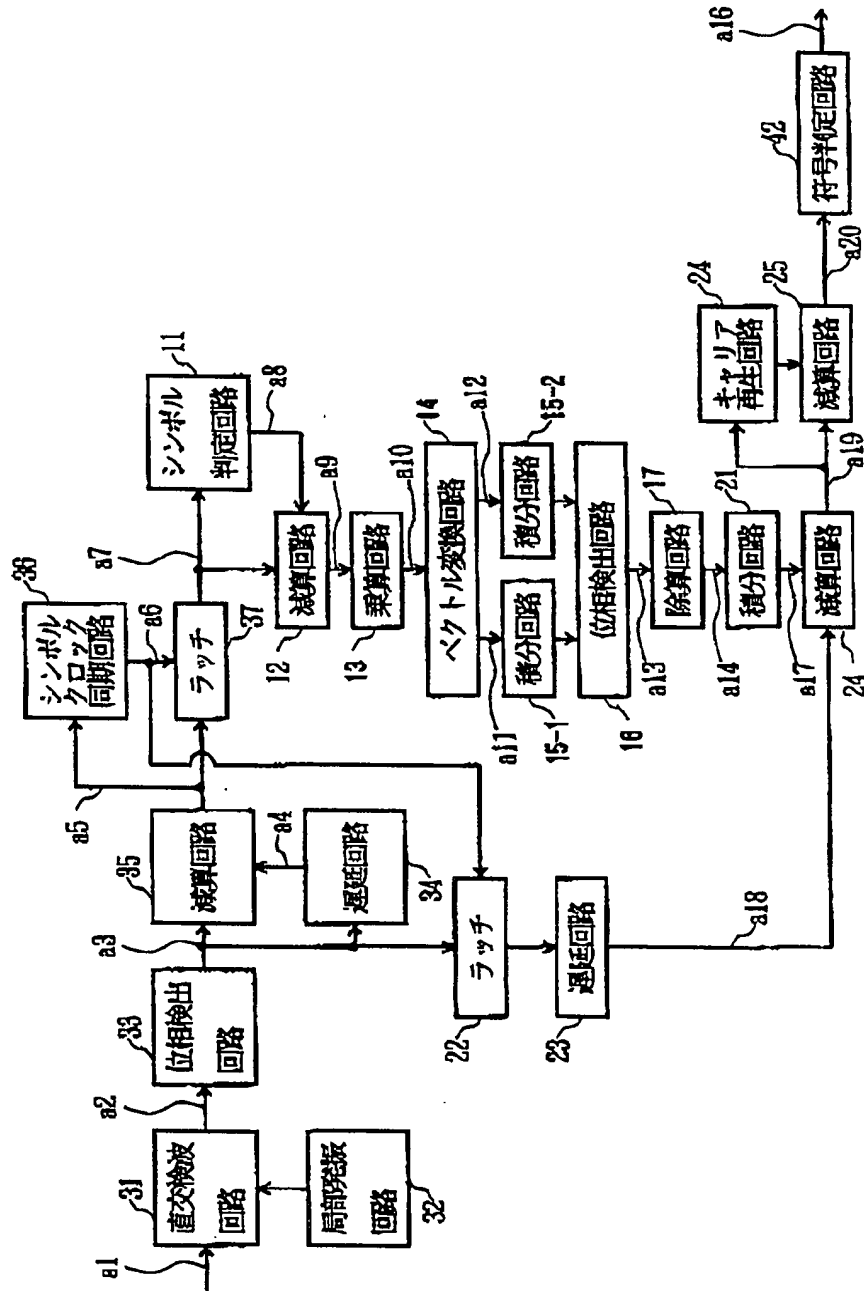 a1
31
直交検波
回路
局部発振
回路
32
a2
33
位相検出
回路
a3
35
減算回路
a4
遅延回路
34
a5
36
シンボル
クロック
同期回路
a6
ラッチ
37
a7
11
シンボル
判定回路
a8
12
減算回路
a9
13
乗算回路
a10
14
ベクトル変換回路
a11
a12
15-1
積分回路
15-2
積分回路
16
位相検出回路
a13
17
除算回路
a14
21
積分回路
a17
22
ラッチ
23
遅延回路
a18
24
減算回路
a19
24
キャリア
再生回路
25
減算回路
a20
42
符号判定回路
a16